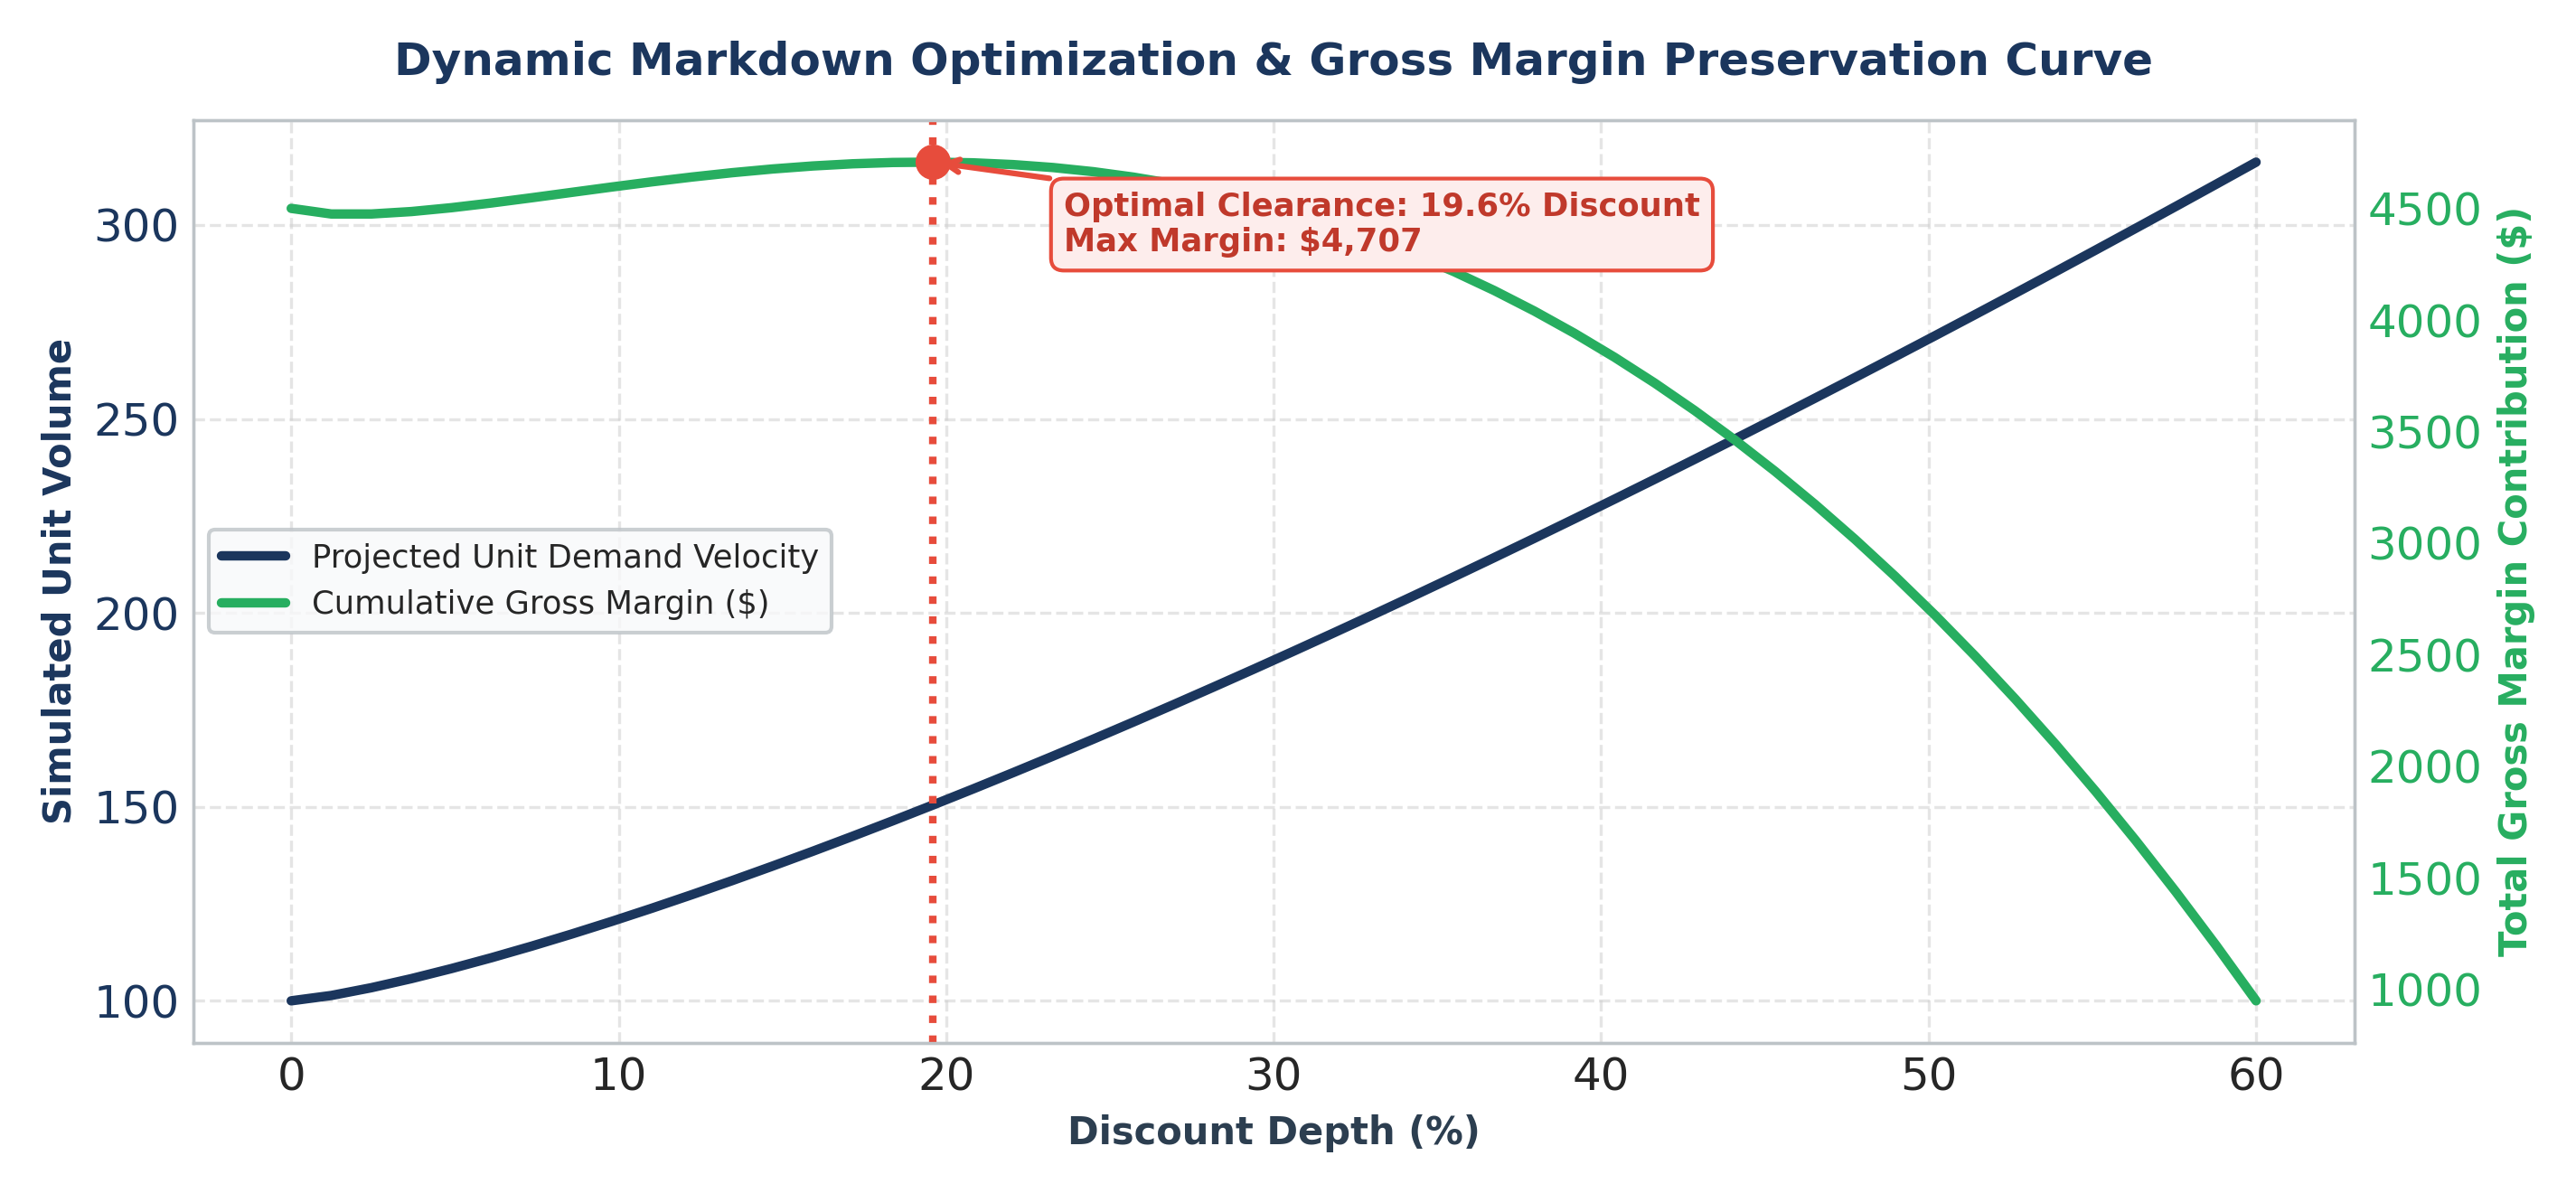 Dynamic Markdown Optimization & Gross Margin Preservation Curve
Simulated Unit Volume
300
250
200
150
100
Optimal Clearance: 19.6% Discount
Max Margin: $4,707
Projected Unit Demand Velocity
Cumulative Gross Margin ($)
4500
4000
3500
3000
2500
2000
1500
1000
Total Gross Margin Contribution ($)
0 10 20 30 40 50 60
Discount Depth (%)